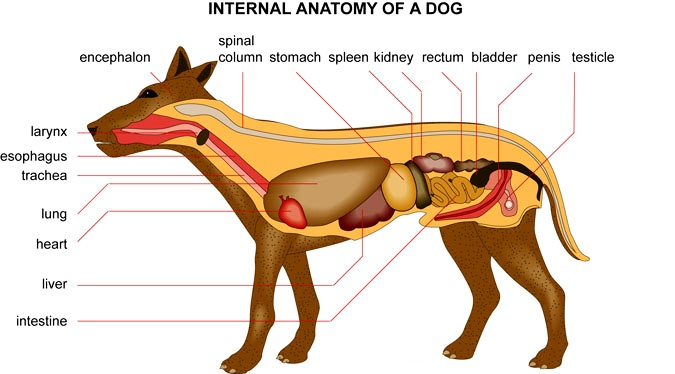 INTERNAL ANATOMY OF A DOG
encephalon
spinal
column
stomach
spleen
kidney
rectum
bladder
penis
testicle
larynx
esophagus
trachea
lung
heart
liver
intestine